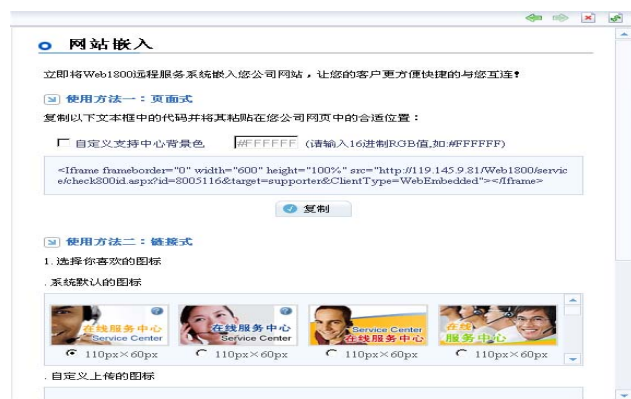 网站嵌入
立即将Web1800远程服务系统嵌入您公司网站，让您的客户更方便快捷的与您互连！
使用方法一：页面式
复制以下文本框中的代码并将其粘贴在您公司网页中的合适位置：
自定义支持中心背景色 #FFFFFF (请输入16进制RGB值,如:#FFFFFF)
<Iframe frameborder="0" width="600" height="100%" src="http://119.145.9.81/Web1800/servic
e/check800id.aspx?id=8005116&target=supporter&ClientType=WebEmbedded"></Iframe>
复制
使用方法二：链接式
1.选择你喜欢的图标
.系统默认的图标
在线服务中心 在线服务中心 Service Center 在线
Service Center Service Center 在线服务中心 服务中心
110px×60px 110px×60px 110px×60px 110px×60px
.自定义上传的图标